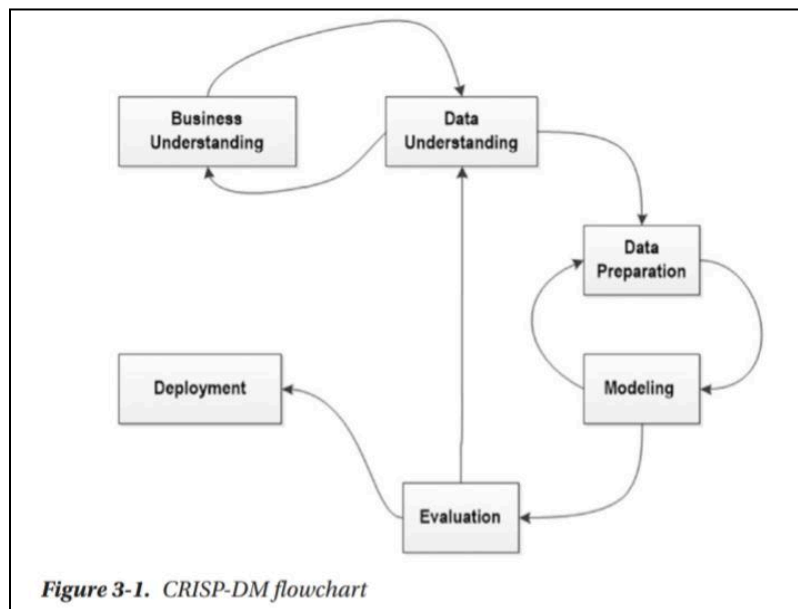 Business
Understanding
Data
Understanding
Data
Preparation
Deployment
Modeling
Evaluation
Figure 3-1. CRISP-DM flowchart